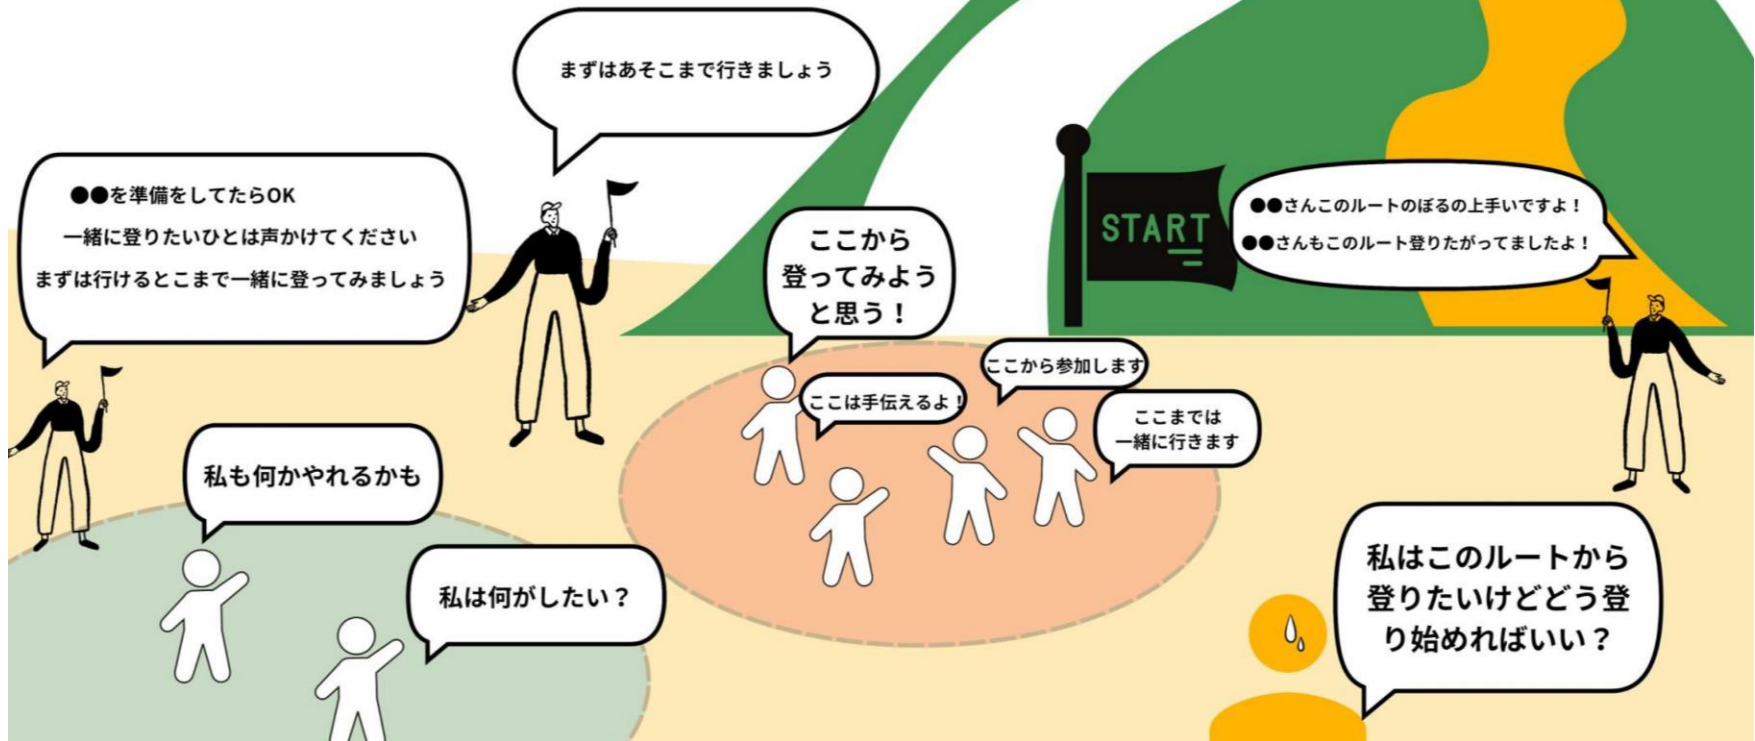 まずはあそこまで行きましょう
●●を準備をしてたらOK
一緒に登りたいひとは声かけてください
まずは行けるとこまで一緒に登ってみましょう
ここから
登ってみよう
と思う！
START
●●さんこのルートのぼるの上手いですよ！
●●さんもこのルート登りたがってましたよ！
ここから参加します
ここは手伝えるよ！
ここまでは
一緒に行きます
私も何かやれるかも
私は何がしたい？
私はこのルートから
登りたいけどどう登
り始めればいい？